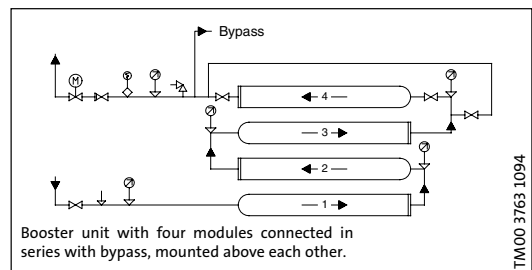 Bypass
M
4
3
2
1
Booster unit with four modules connected in
series with bypass, mounted above each other.
TM00 3763 1094